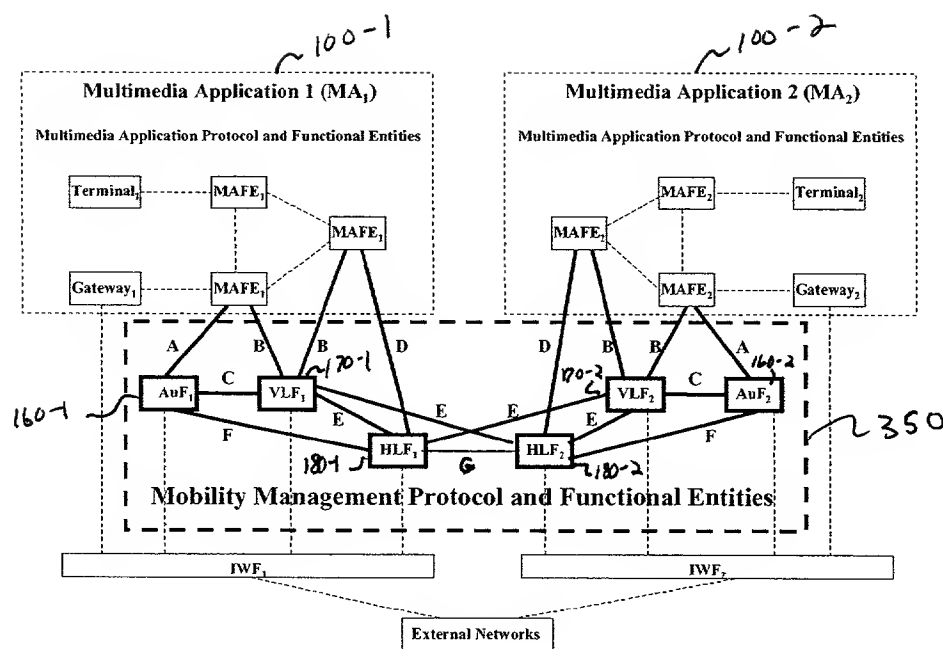 100-1 100-2
Multimedia Application 1 (MA₁) Multimedia Application 2 (MA₂)
Multimedia Application Protocol and Functional Entities Multimedia Application Protocol and Functional Entities
Terminal₁ MAFE₁ MAFE₂ Terminal₂
MAFE₁ MAFE₂
Gateway₁ MAFE₁ MAFE₂ Gateway₂
A B B D D B B A
170-1 170-2 160-2
AuF₁ C VLF₁ VLF₂ C AuF₂
160-1 E E E E 350
F HLF₁ G HLF₂ F
180-1 180-2
Mobility Management Protocol and Functional Entities
IWF₁ IWF₂
External Networks